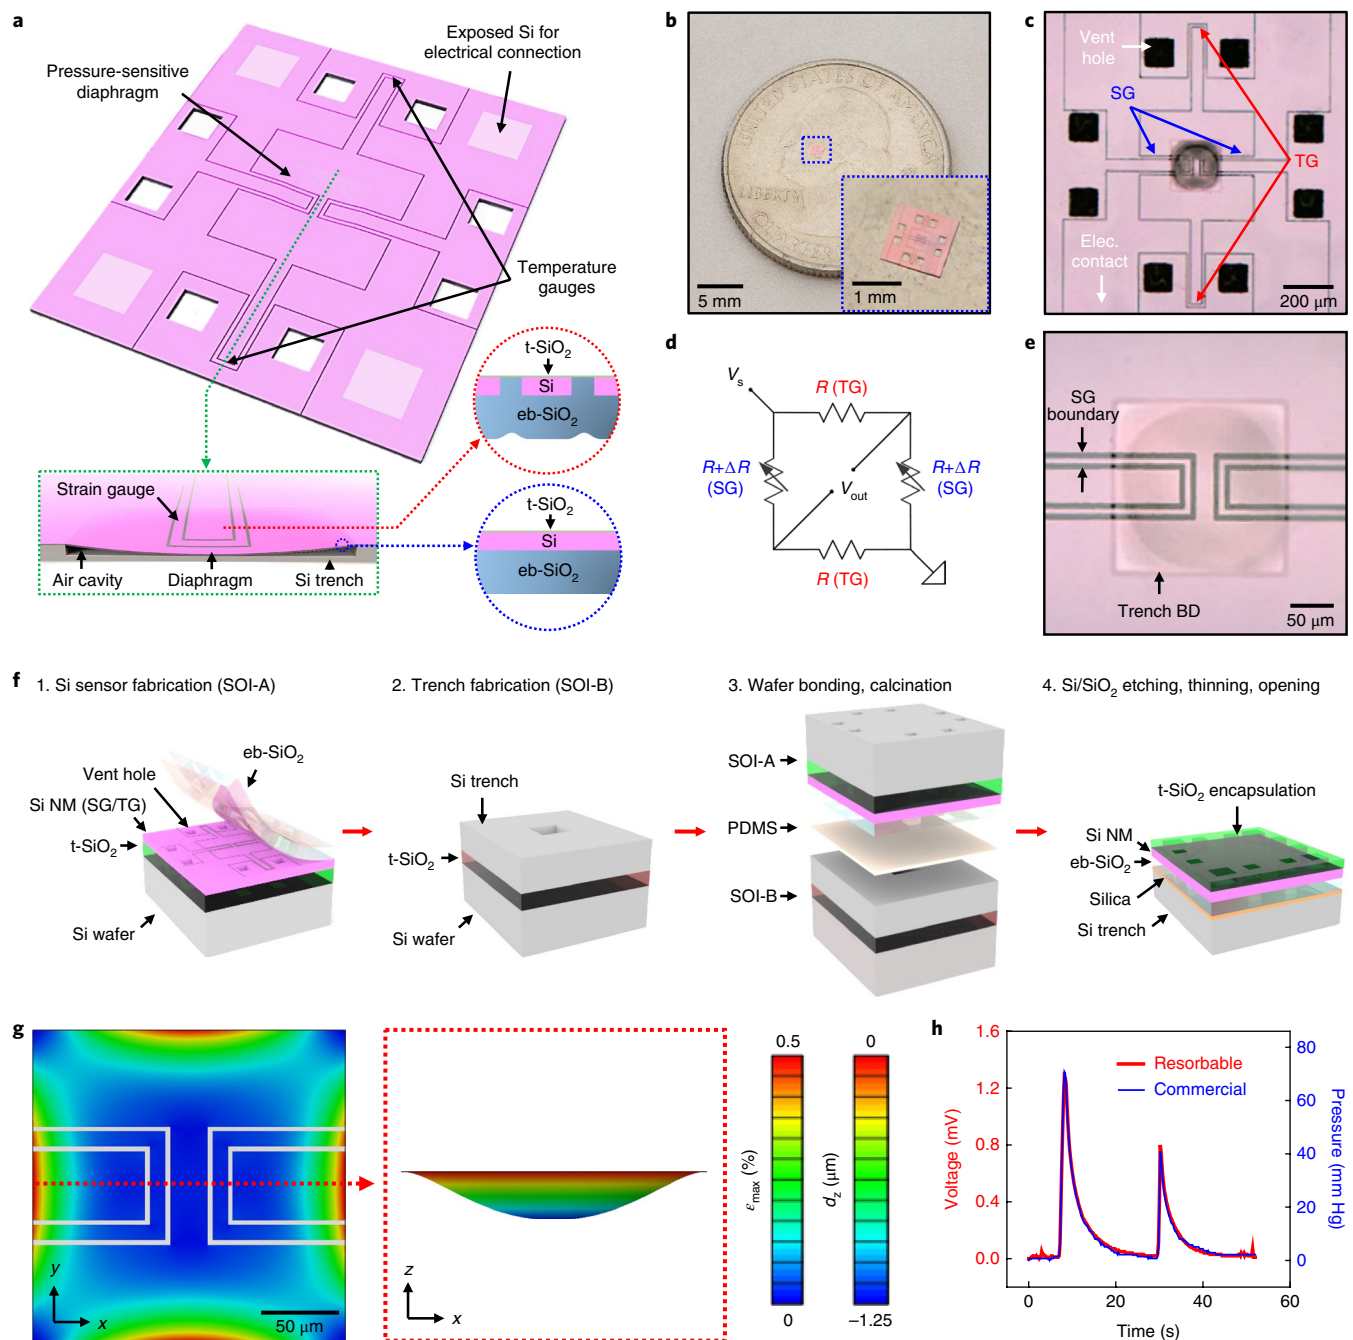 a
Exposed Si for
electrical connection
Pressure-sensitive
diaphragm
Temperature
gauges
t-SiO2
Si
eb-SiO2
Strain gauge
t-SiO2
Si
eb-SiO2
Air cavity
Diaphragm
Si trench
b
UNITED STATES OF AMERICA
LIBERTY
5 mm
1 mm
c
Vent
hole
SG
TG
Elec.
contact
200 μm
d
Vs
R (TG)
R+ΔR
(SG)
R+ΔR
(SG)
Vout
R (TG)
e
SG
boundary
Trench BD
50 μm
f
1. Si sensor fabrication (SOI-A)
2. Trench fabrication (SOI-B)
3. Wafer bonding, calcination
4. Si/SiO2 etching, thinning, opening
eb-SiO2
Vent hole
Si NM (SG/TG)
t-SiO2
Si wafer
Si trench
t-SiO2
Si wafer
SOI-A
PDMS
SOI-B
t-SiO2 encapsulation
Si NM
eb-SiO2
Silica
Si trench
g
y
x
50 μm
z
x
0.5
εmax (%)
0
0
dz (μm)
−1.25
h
1.6
1.2
0.8
0.4
0.0
Voltage (mV)
Resorbable
Commercial
80
60
40
20
0
Pressure (mm Hg)
0
20
40
60
Time (s)